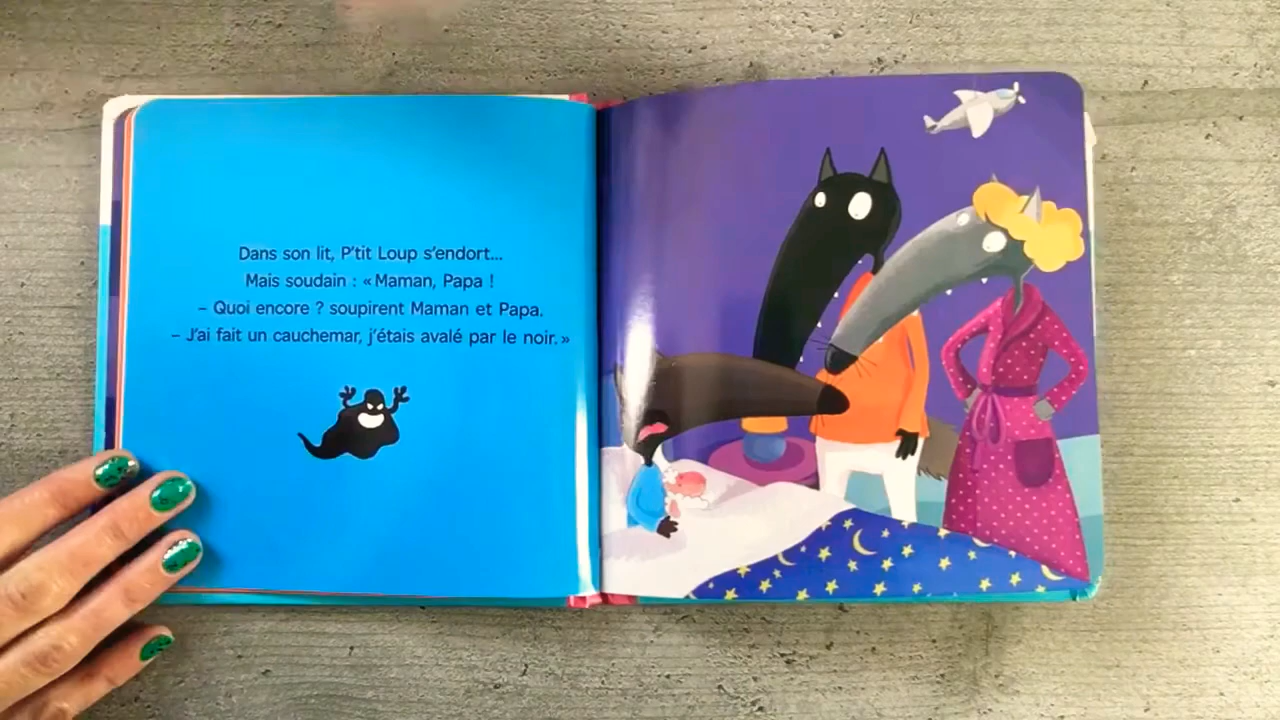 Dans son lit, P'tit Loup s'endort...
Mais soudain : « Maman, Papa !
– Quoi encore ? soupirent Maman et Papa.
– J'ai fait un cauchemar, j'étais avalé par le noir. »